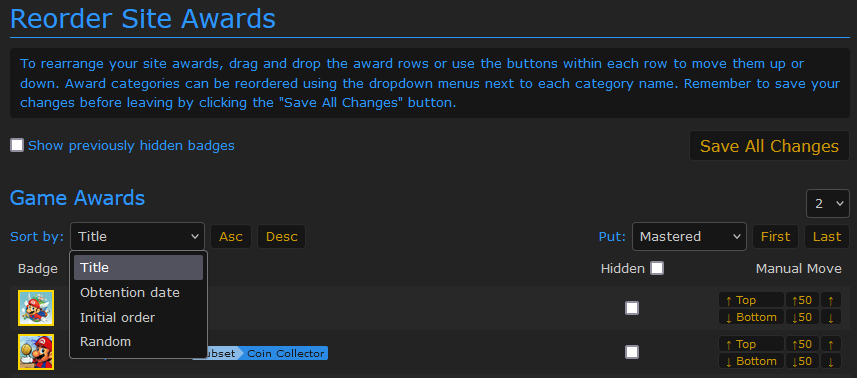 Reorder Site Awards
To rearrange your site awards, drag and drop the award rows or use the buttons within each row to move them up or
down. Award categories can be reordered using the dropdown menus next to each category name. Remember to save your
changes before leaving by clicking the "Save All Changes" button.
Show previously hidden badges
Save All Changes
Game Awards
2
Sort by: Title Asc Desc Put: Mastered First Last
Badge Hidden Manual Move
Title
Obtention date
Initial order
Random
↑ Top ↑50 ↑
↓ Bottom ↓50 ↓
Coin Collector
↑ Top ↑50 ↑
↓ Bottom ↓50 ↓